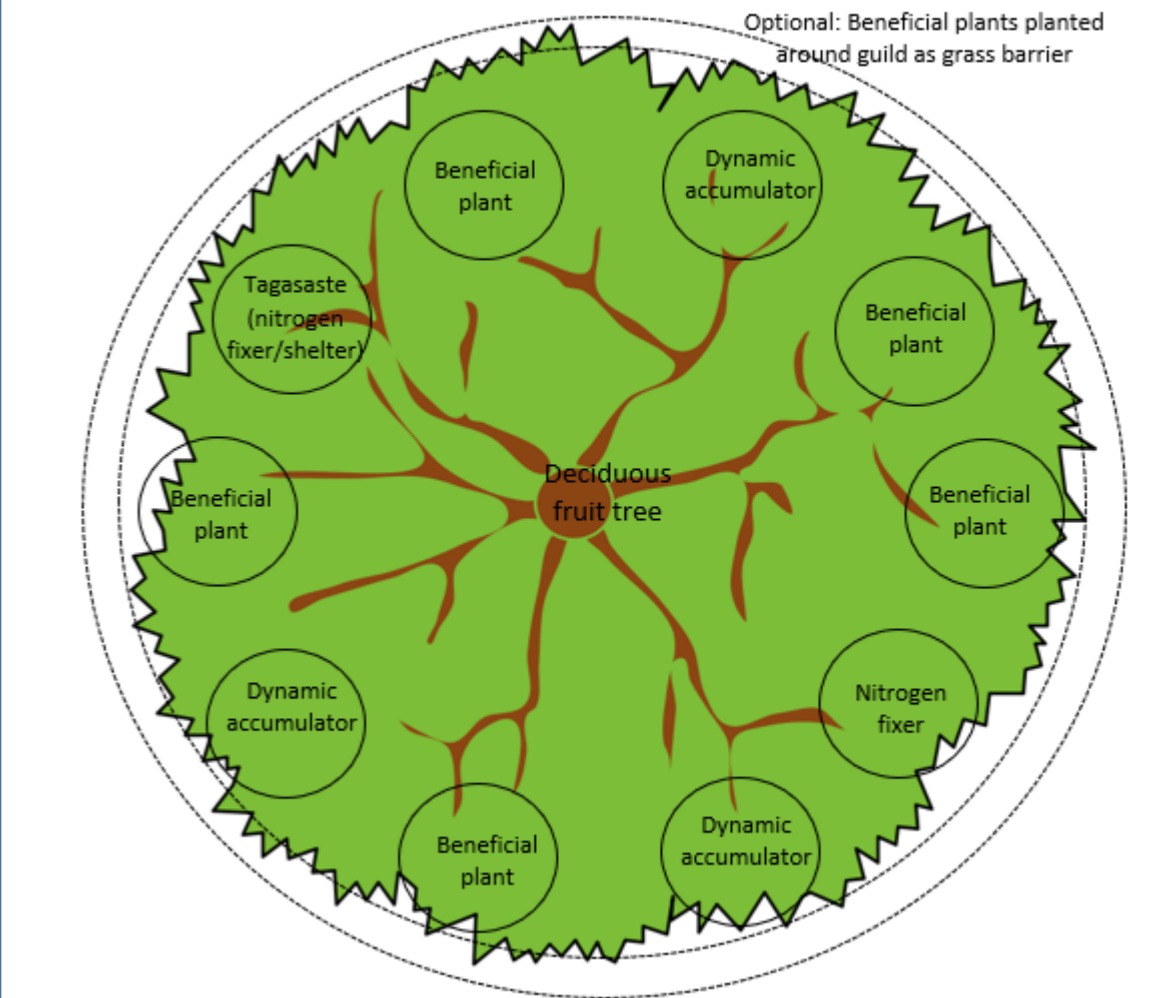 Optional: Beneficial plants planted
around guild as grass barrier
Beneficial
plant
Dynamic
accumulator
Tagasaste
(nitrogen
fixer/shelter)
Beneficial
plant
Beneficial
plant
Deciduous
fruit tree
Beneficial
plant
Dynamic
accumulator
Nitrogen
fixer
Beneficial
plant
Dynamic
accumulator